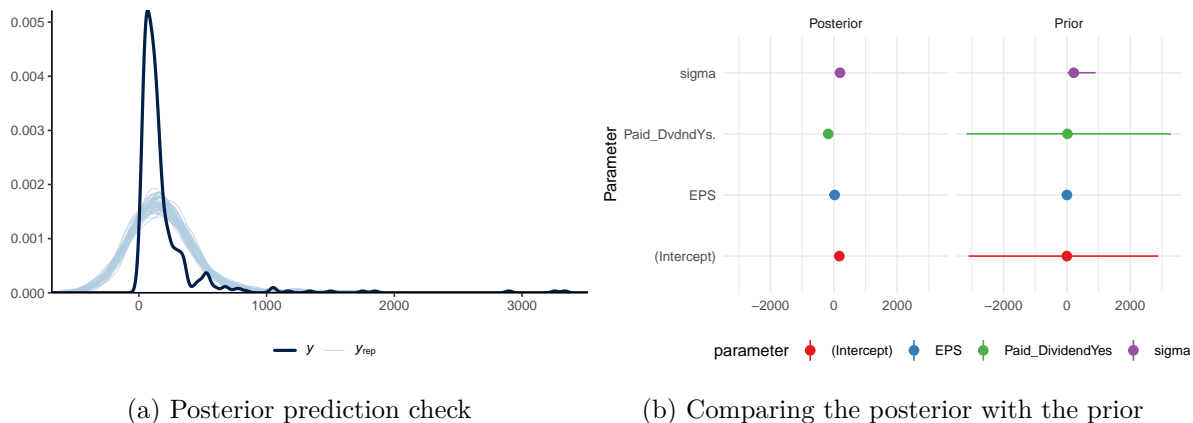 0.005
0.004
0.003
0.002
0.001
0.000
0 1000 2000 3000
y yrep
(a) Posterior prediction check
Posterior Prior
Parameter
sigma
Paid_DvdndYs.
EPS
(Intercept)
−2000 0 2000 −2000 0 2000
parameter (Intercept) EPS Paid_DividendYes sigma
(b) Comparing the posterior with the prior